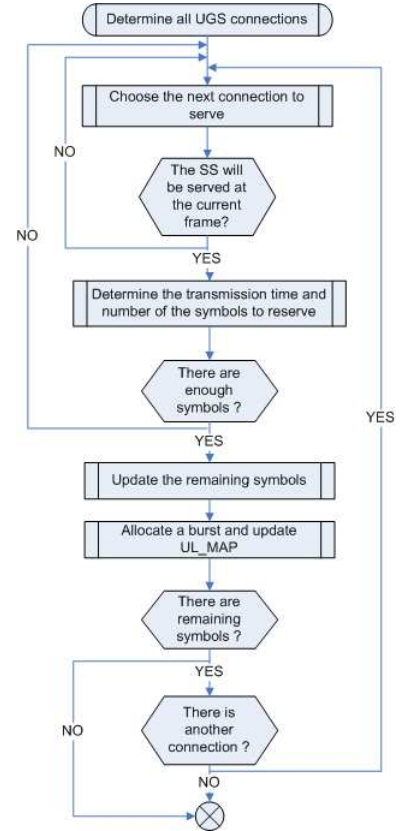 Determine all UGS connections
Choose the next connection to
serve
NO
The SS will
be served at
the current
frame?
NO
YES
Determine the transmission time and
number of the symbols to reserve
There are
enough
symbols ?
YES
YES
Update the remaining symbols
Allocate a burst and update
UL_MAP
There are
remaining
symbols ?
YES
There is
another
connection ?
NO
NO